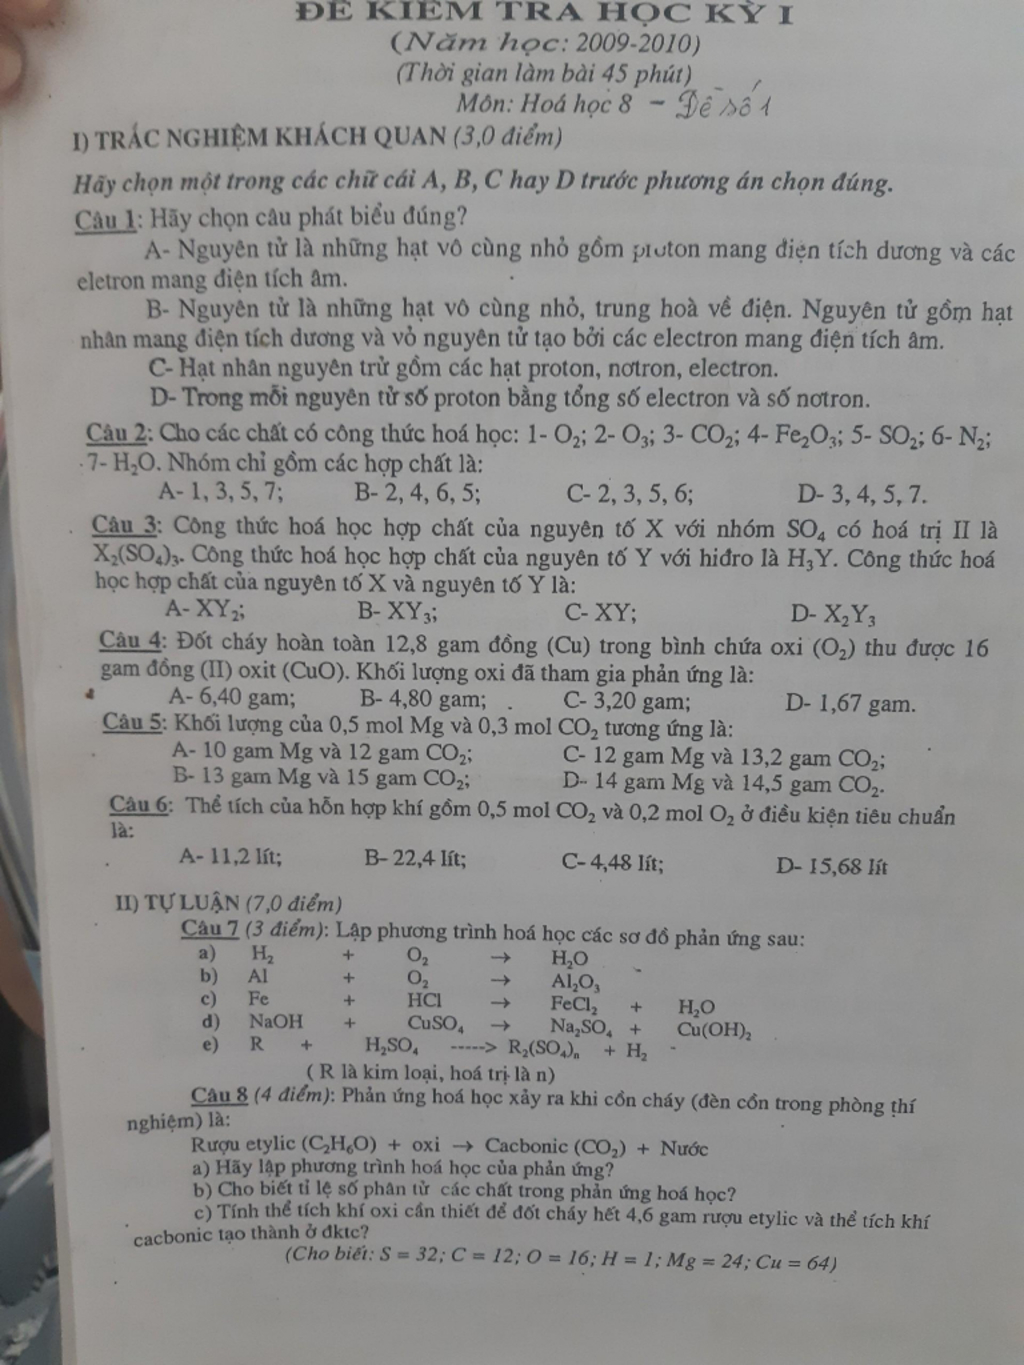 ĐỀ KIỂM TRA HỌC KỲ I
(Năm học: 2009-2010)
(Thời gian làm bài 45 phút)
Môn: Hoá học 8 - Đề số 1
I) TRẮC NGHIỆM KHÁCH QUAN (3,0 điểm)
Hãy chọn một trong các chữ cái A, B, C hay D trước phương án chọn đúng.
Câu 1: Hãy chọn câu phát biểu đúng?
A- Nguyên tử là những hạt vô cùng nhỏ gồm proton mang điện tích dương và các
eletron mang điện tích âm.
B- Nguyên tử là những hạt vô cùng nhỏ, trung hoà về điện. Nguyên tử gồm hạt
nhân mang điện tích dương và vỏ nguyên tử tạo bởi các electron mang điện tích âm.
C- Hạt nhân nguyên trử gồm các hạt proton, nơtron, electron.
D- Trong mỗi nguyên tử số proton bằng tổng số electron và số nơtron.
Câu 2: Cho các chất có công thức hoá học: 1- O₂; 2- O₃; 3- CO₂; 4- Fe₂O₃; 5- SO₂; 6- N₂;
7- H₂O. Nhóm chỉ gồm các hợp chất là:
A- 1, 3, 5, 7; B- 2, 4, 6, 5; C- 2, 3, 5, 6; D- 3, 4, 5, 7.
Câu 3: Công thức hoá học hợp chất của nguyên tố X với nhóm SO₄ có hoá trị II là
X₂(SO₄)₃. Công thức hoá học hợp chất của nguyên tố Y với hiđro là H₃Y. Công thức hoá
học hợp chất của nguyên tố X và nguyên tố Y là:
A- XY₂; B- XY₃; C- XY; D- X₂Y₃
Câu 4: Đốt cháy hoàn toàn 12,8 gam đồng (Cu) trong bình chứa oxi (O₂) thu được 16
gam đồng (II) oxit (CuO). Khối lượng oxi đã tham gia phản ứng là:
A- 6,40 gam; B- 4,80 gam; C- 3,20 gam; D- 1,67 gam.
Câu 5: Khối lượng của 0,5 mol Mg và 0,3 mol CO₂ tương ứng là:
A- 10 gam Mg và 12 gam CO₂; C- 12 gam Mg và 13,2 gam CO₂;
B- 13 gam Mg và 15 gam CO₂; D- 14 gam Mg và 14,5 gam CO₂.
Câu 6: Thể tích của hỗn hợp khí gồm 0,5 mol CO₂ và 0,2 mol O₂ ở điều kiện tiêu chuẩn
là:
A- 11,2 lít; B- 22,4 lít; C- 4,48 lít; D- 15,68 lít
II) TỰ LUẬN (7,0 điểm)
Câu 7 (3 điểm): Lập phương trình hoá học các sơ đồ phản ứng sau:
a) H₂ + O₂ → H₂O
b) Al + O₂ → Al₂O₃
c) Fe + HCl → FeCl₂ + H₂O
d) NaOH + CuSO₄ → Na₂SO₄ + Cu(OH)₂
e) R + H₂SO₄ -----> R₂(SO₄)ₙ + H₂
( R là kim loại, hoá trị là n)
Câu 8 (4 điểm): Phản ứng hoá học xảy ra khi cồn cháy (đèn cồn trong phòng thí
nghiệm) là:
Rượu etylic (C₂H₆O) + oxi → Cacbonic (CO₂) + Nước
a) Hãy lập phương trình hoá học của phản ứng?
b) Cho biết tỉ lệ số phân tử các chất trong phản ứng hoá học?
c) Tính thể tích khí oxi cần thiết để đốt cháy hết 4,6 gam rượu etylic và thể tích khí
cacbonic tạo thành ở đktc?
(Cho biết: S = 32; C = 12; O = 16; H = 1; Mg = 24; Cu = 64)